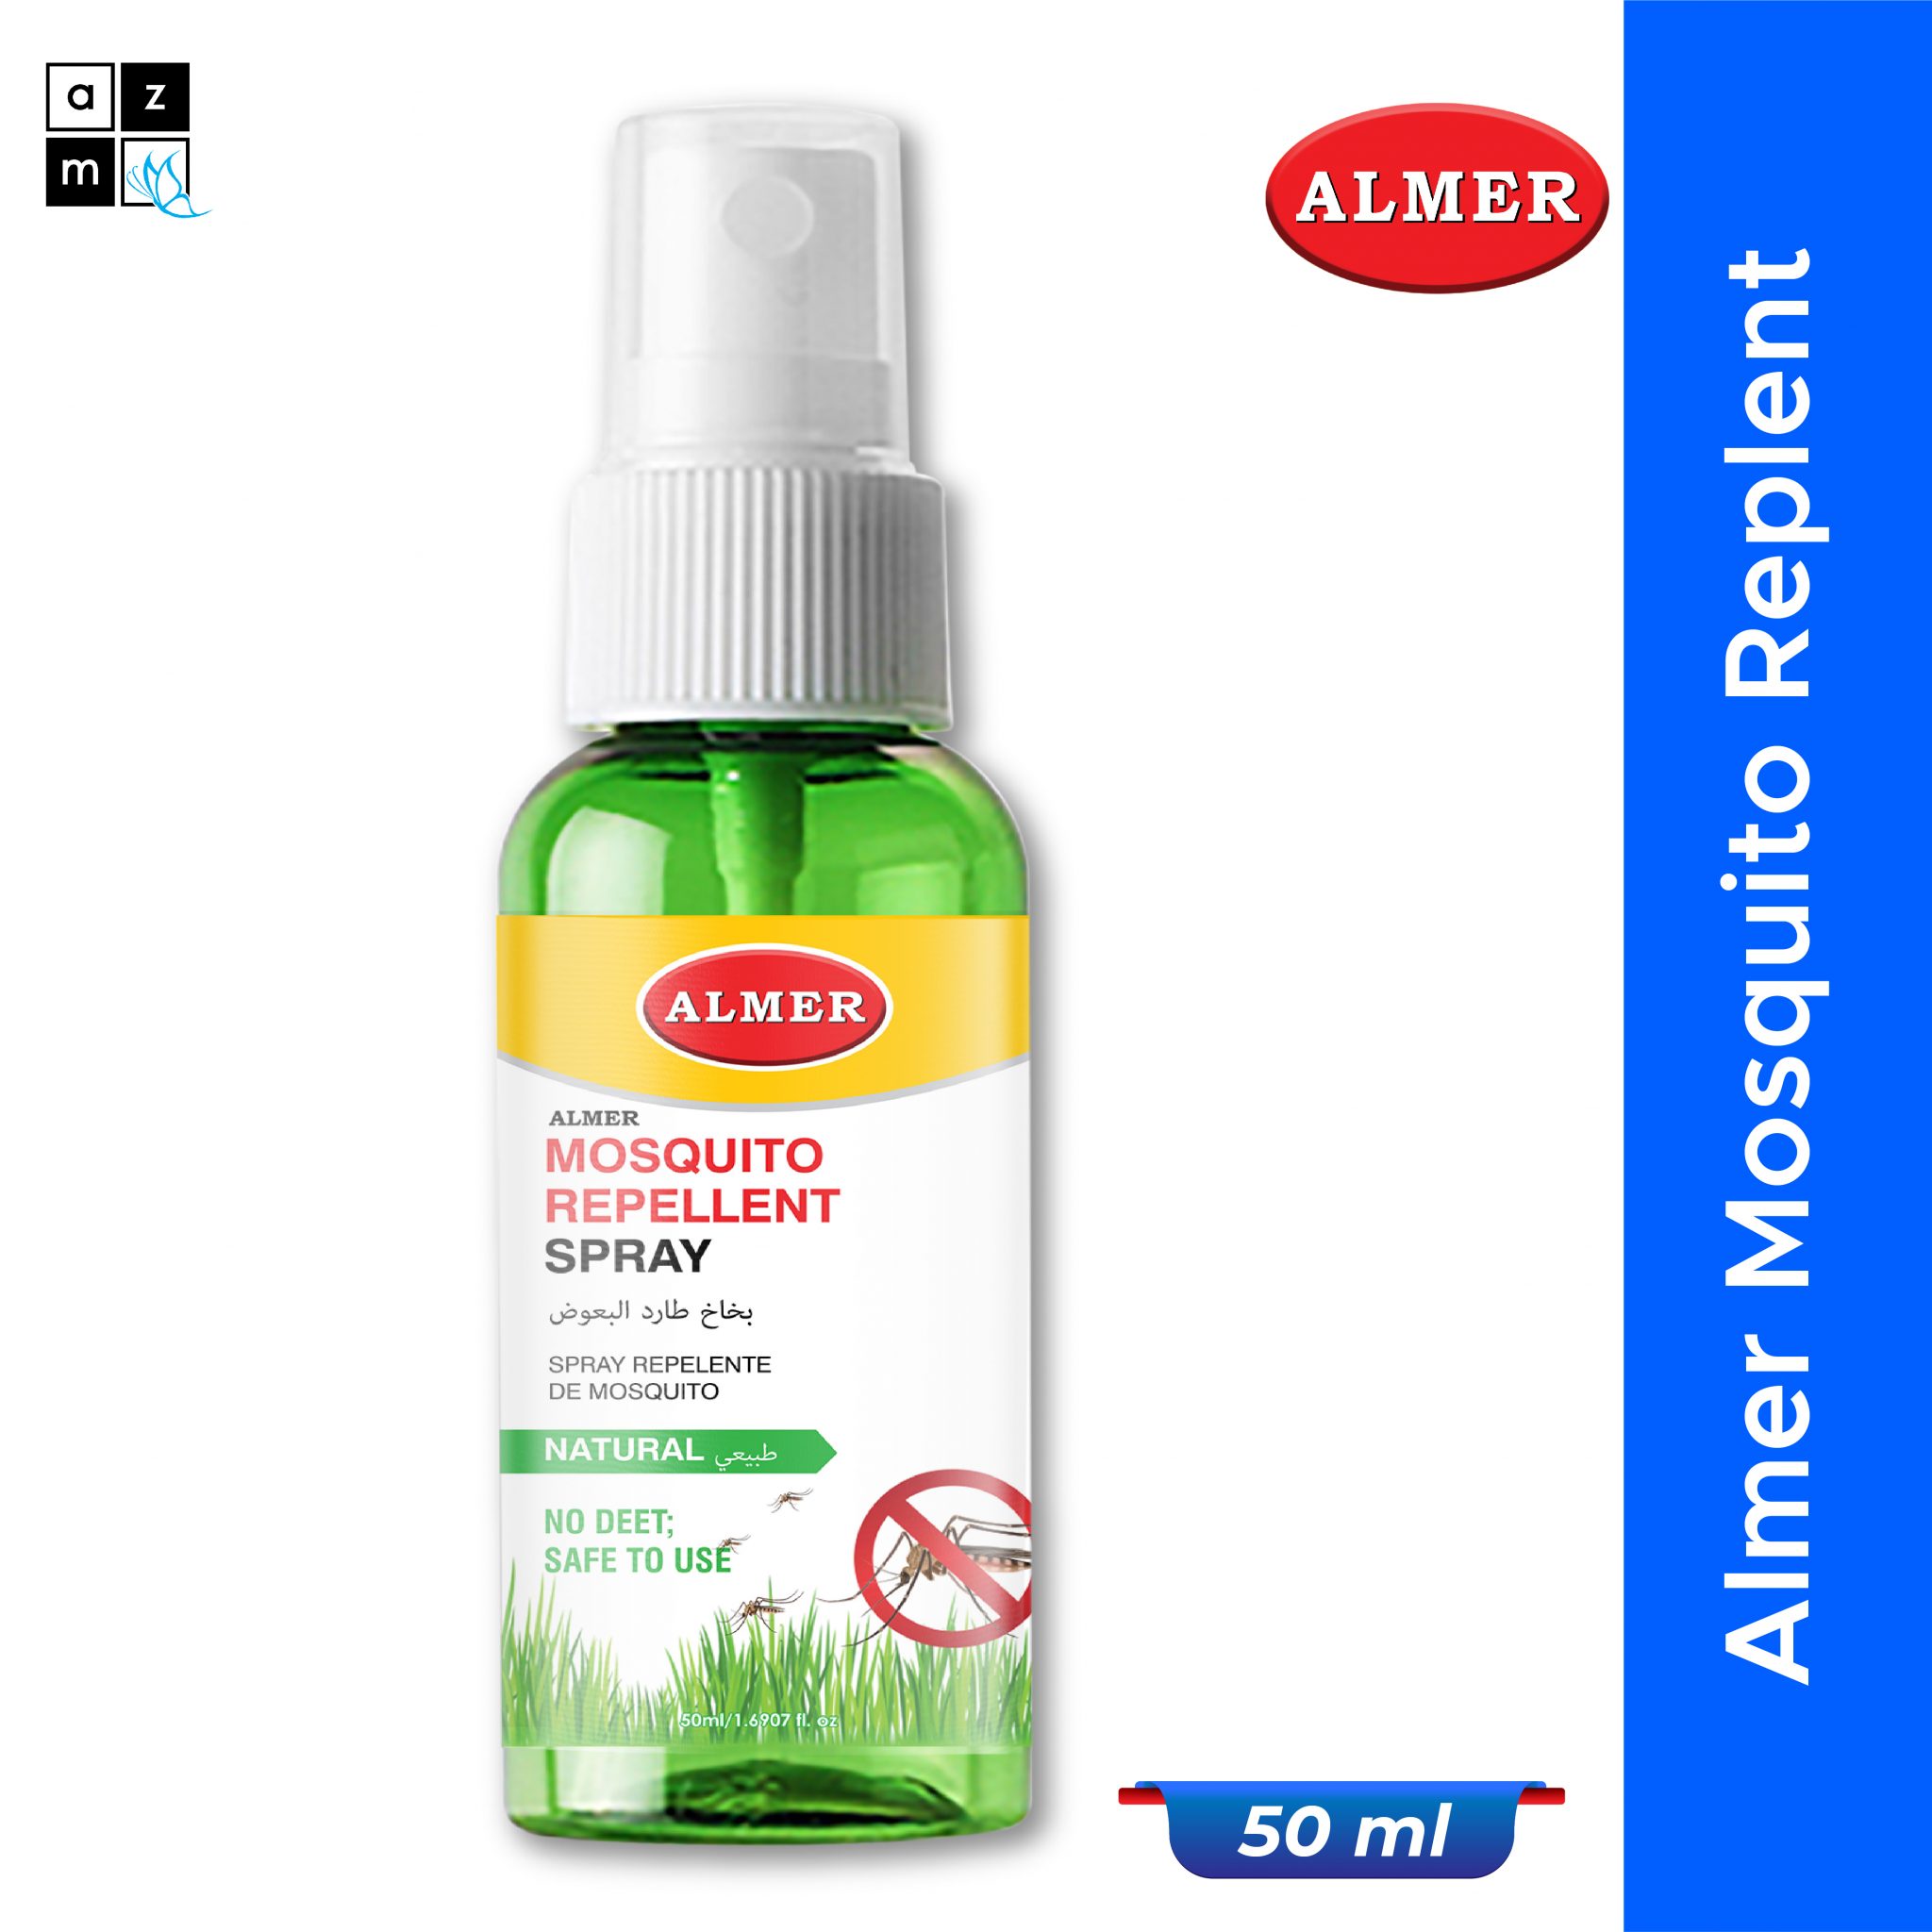 a z
m
ALMER
ALMER
ALMER
MOSQUITO
REPELLENT
SPRAY
بخاخ طارد البعوض
SPRAY REPELENTE
DE MOSQUITO
NATURAL طبيعي
NO DEET;
SAFE TO USE
50ml/1.6907 fl. oz
50 ml
Almer Mosquito Replent